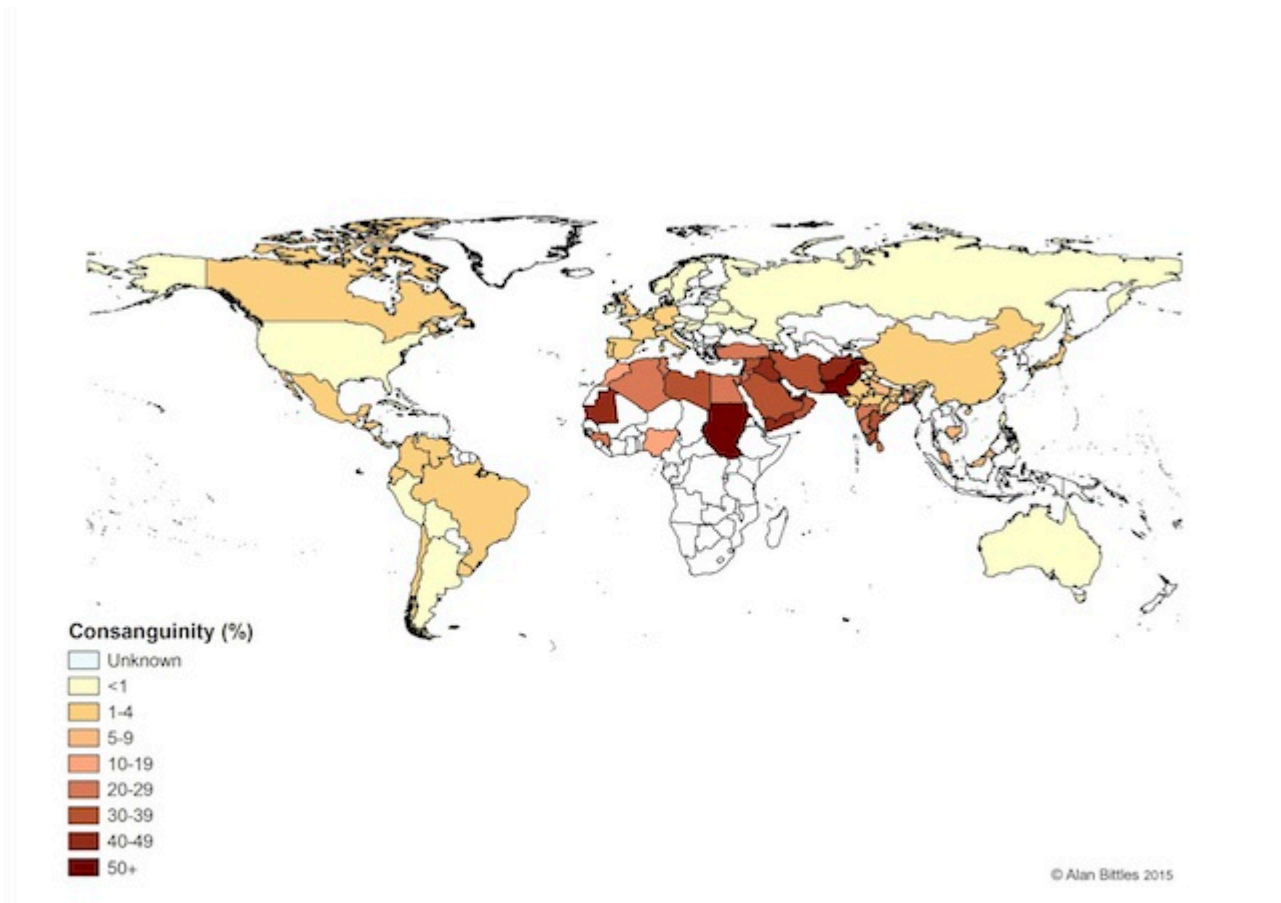 Consanguinity (%)
Unknown
<1
1-4
5-9
10-19
20-29
30-39
40-49
50+
© Alan Bittles 2015